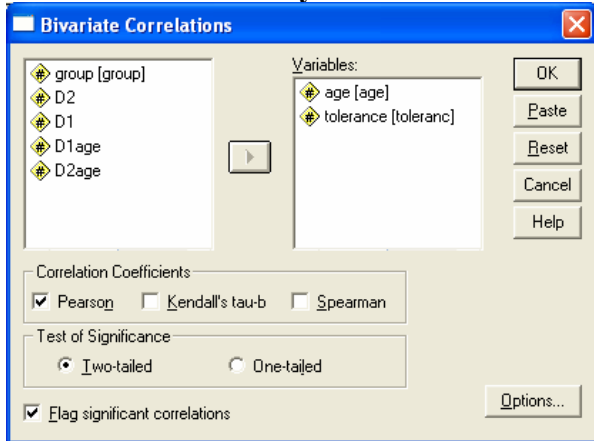 Bivariate Correlations
group [group]
D2
D1
D1age
D2age
Variables:
age [age]
tolerance [toleranc]
OK
Paste
Reset
Cancel
Help
Correlation Coefficients
Pearson Kendall's tau-b Spearman
Test of Significance
Two-tailed One-tailed
Flag significant correlations
Options...